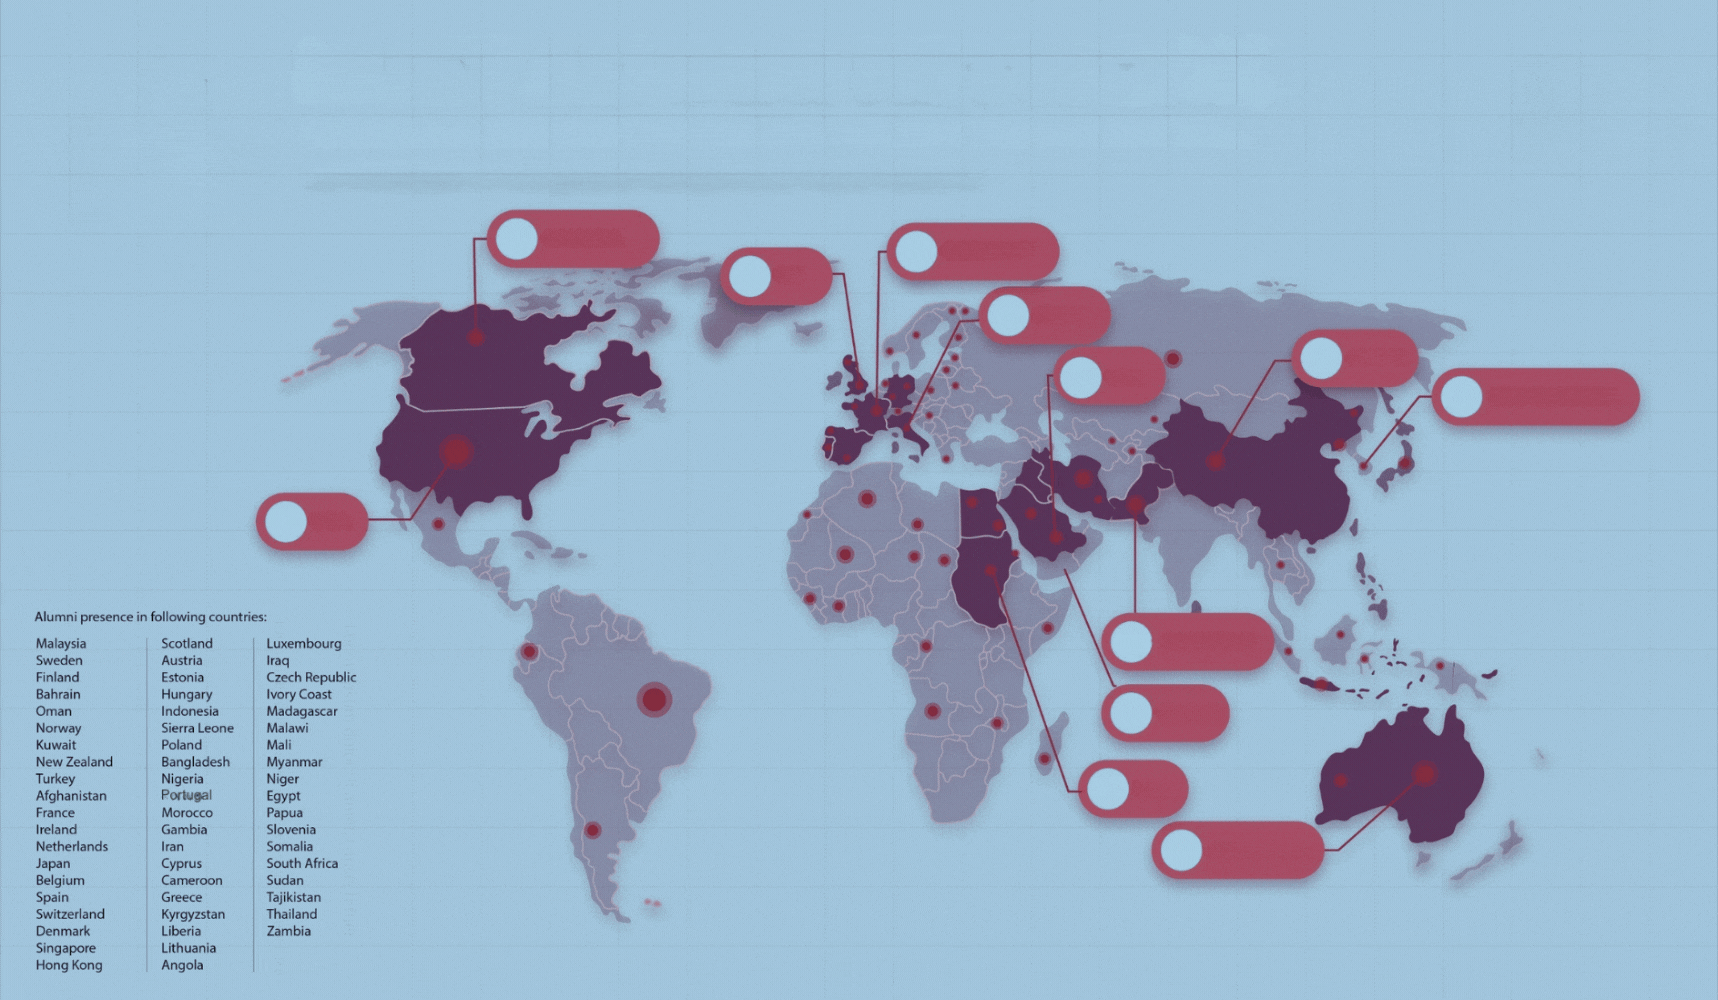 Alumni presence in following countries:
Malaysia
Sweden
Finland
Bahrain
Oman
Norway
Kuwait
New Zealand
Turkey
Afghanistan
France
Ireland
Netherlands
Japan
Belgium
Spain
Switzerland
Denmark
Singapore
Hong Kong
Scotland
Austria
Estonia
Hungary
Indonesia
Sierra Leone
Poland
Bangladesh
Nigeria
Portugal
Morocco
Gambia
Iran
Cyprus
Cameroon
Greece
Kyrgyzstan
Liberia
Lithuania
Angola
Luxembourg
Iraq
Czech Republic
Ivory Coast
Madagascar
Malawi
Mali
Myanmar
Niger
Egypt
Papua
Slovenia
Somalia
South Africa
Sudan
Tajikistan
Thailand
Zambia